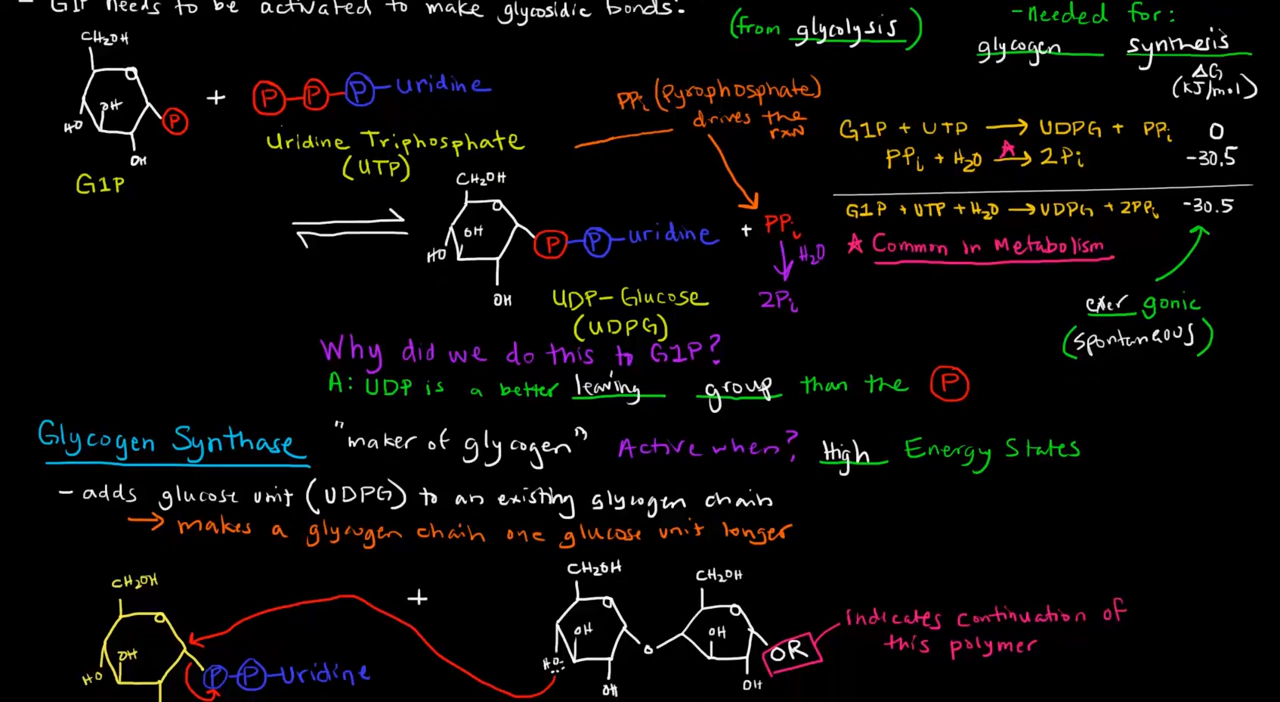 - G1P needs to be activated to make glycosidic bonds:
(from glycolysis)
-needed for:
glycogen synthesis
ΔG
(kJ/mol)
CH₂OH
O
OH
HO
OH
P
G1P
+
P-P-P-uridine
Uridine Triphosphate
(UTP)
PPi (Pyrophosphate)
drives the
rxn
G1P + UTP → UDPG + PPi 0
PPi + H₂O → 2Pi -30.5
G1P + UTP + H₂O → UDPG + 2PPi -30.5
* Common in Metabolism
exer gonic
(spontaneous)
CH₂OH
O
OH
HO
OH
P-P-uridine + PPi
H₂O
2Pi
UDP-Glucose
(UDPG)
Why did we do this to G1P?
A: UDP is a better leaving group than the P
Glycogen Synthase "maker of glycogen" Active when? High Energy States
- adds glucose unit (UDPG) to an existing glycogen chain
→ makes a glycogen chain one glucose unit longer
CH₂OH
O
OH
HO
P-P-Uridine
+
CH₂OH
O
OH
HO:
OH
O
CH₂OH
O
OH
OH
OR
Indicates continuation of
this polymer